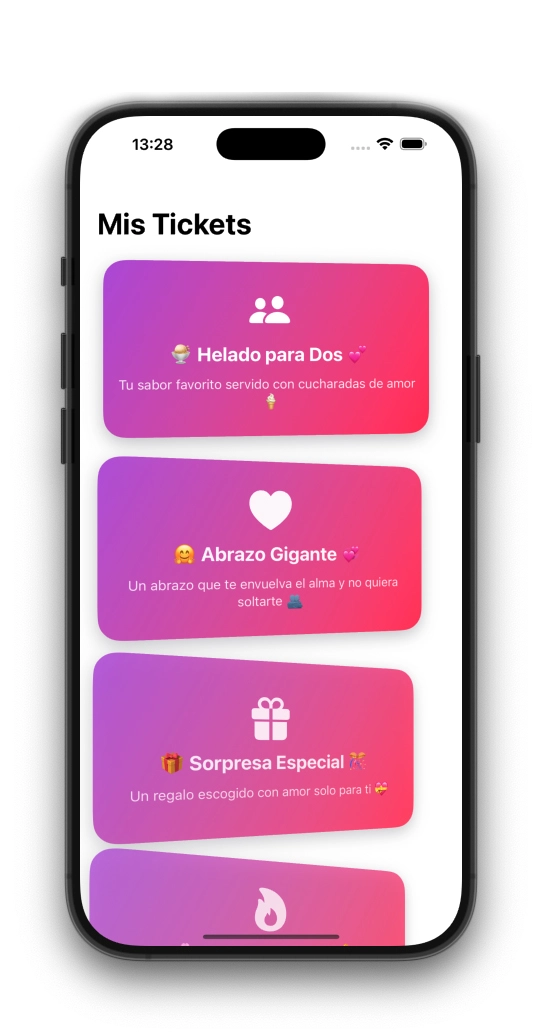 13:28
Mis Tickets
🍨 Helado para Dos 💞
Tu sabor favorito servido con cucharadas de amor
🍦
🤗 Abrazo Gigante 💞
Un abrazo que te envuelva el alma y no quiera
soltarte 🫂
🎁 Sorpresa Especial 🎊
Un regalo escogido con amor solo para ti 💝